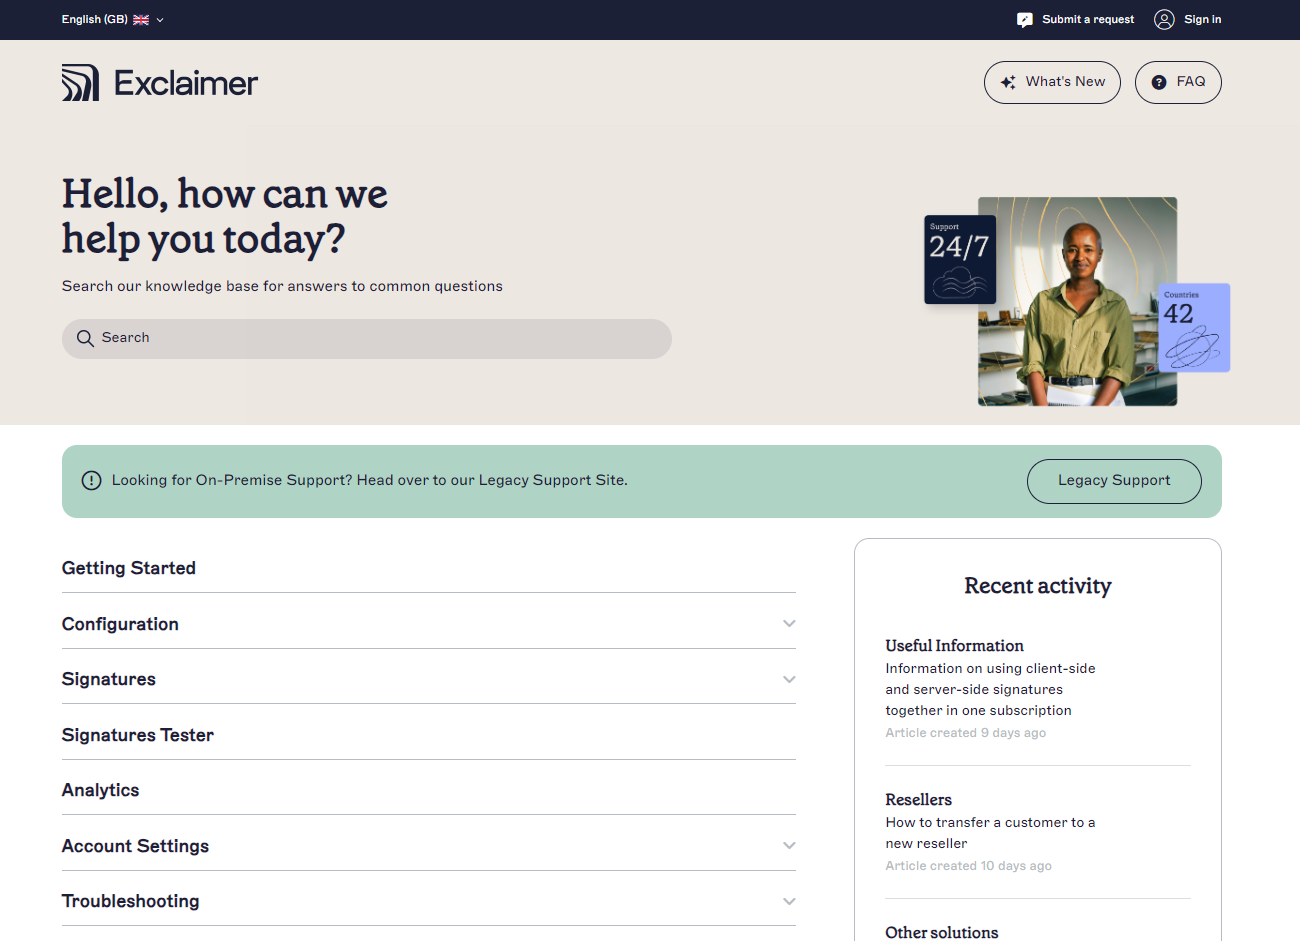 English (GB)
Submit a request
Sign in
Exclaimer
What's New
FAQ
Hello, how can we
help you today?
Search our knowledge base for answers to common questions
Search
Support
24/7
Countries
42
Looking for On-Premise Support? Head over to our Legacy Support Site.
Legacy Support
Getting Started
Configuration
Signatures
Signatures Tester
Analytics
Account Settings
Troubleshooting
Recent activity
Useful Information
Information on using client-side
and server-side signatures
together in one subscription
Article created 9 days ago
Resellers
How to transfer a customer to a
new reseller
Article created 10 days ago
Other solutions